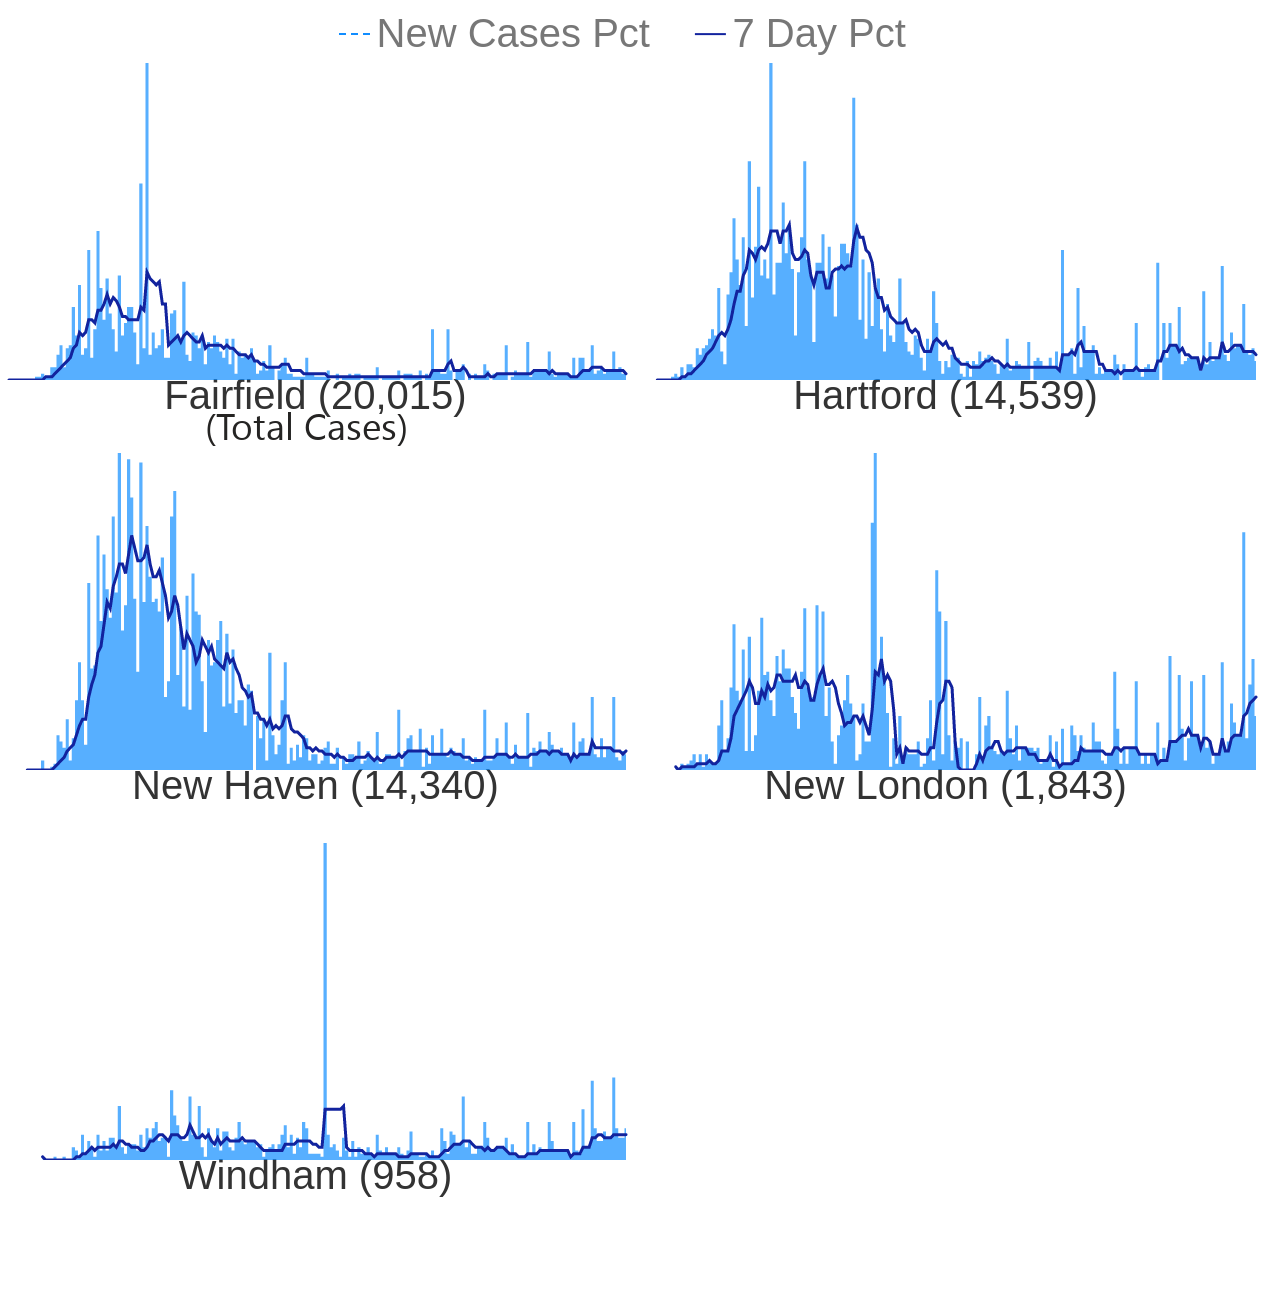 New Cases Pct 7 Day Pct
Fairfield (20,015) Hartford (14,539)
(Total Cases)
New Haven (14,340) New London (1,843)
Windham (958)